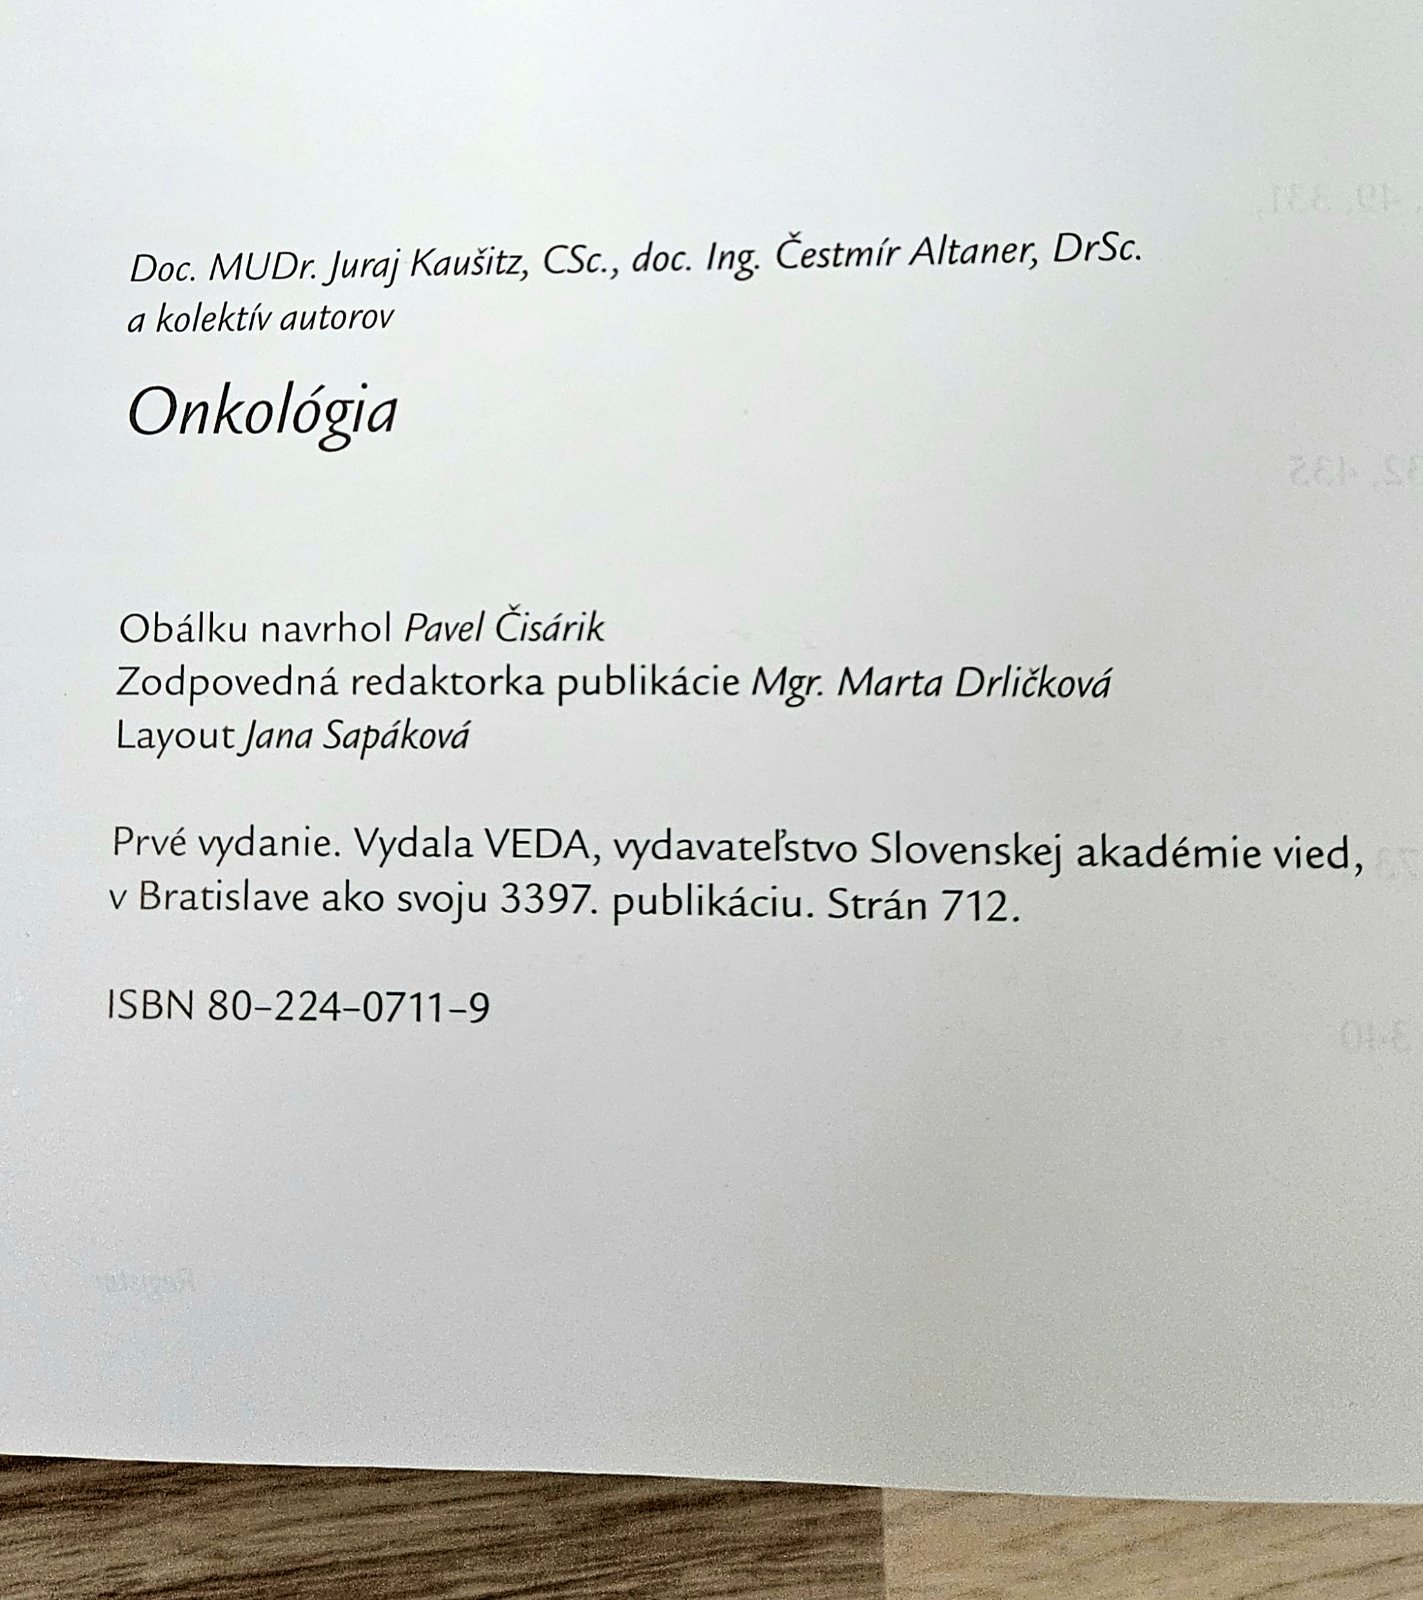 Doc. MUDr. Juraj Kaušitz, CSc., doc. Ing. Čestmír Altaner, DrSc.
a kolektív autorov
Onkológia
Obálku navrhol Pavel Čisárik
Zodpovedná redaktorka publikácie Mgr. Marta Drličková
Layout Jana Sapáková
Prvé vydanie. Vydala VEDA, vydavateľstvo Slovenskej akadémie vied,
v Bratislave ako svoju 3397. publikáciu. Strán 712.
ISBN 80–224–0711–9